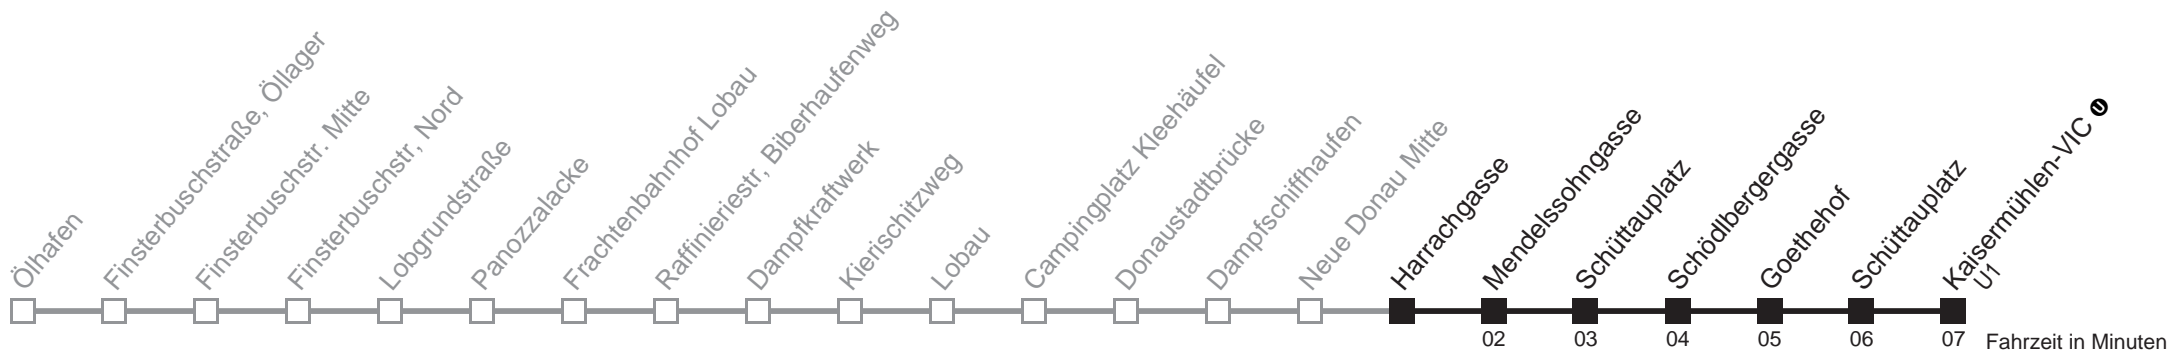 Ölhafen
Finsterbuschstraße, Öllager
Finsterbuschstr. Mitte
Finsterbuschstr, Nord
Lobgrundstraße
Panozzalacke
Frachtenbahnhof Lobau
Raffinieriestr, Biberhaufenweg
Dampfkraftwerk
Kierischitzweg
Lobau
Campingplatz Kleehäufel
Donaustadtbrücke
Dampfschiffhaufen
Neue Donau Mitte
Harrachgasse
Mendelssohngasse
Schüttauplatz
Schödlbergergasse
Goethehof
Schüttauplatz
Kaisermühlen-VIC U
U1
02 03 04 05 06 07 Fahrzeit in Minuten